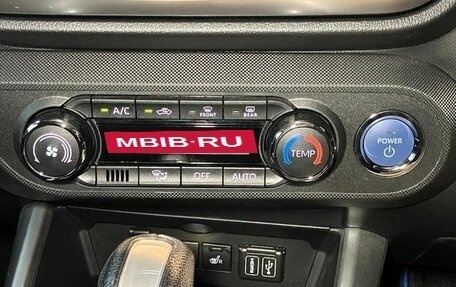 A/C
FRONT
REAR
MBIB·RU
TEMP
POWER
OFF
AUTO
R